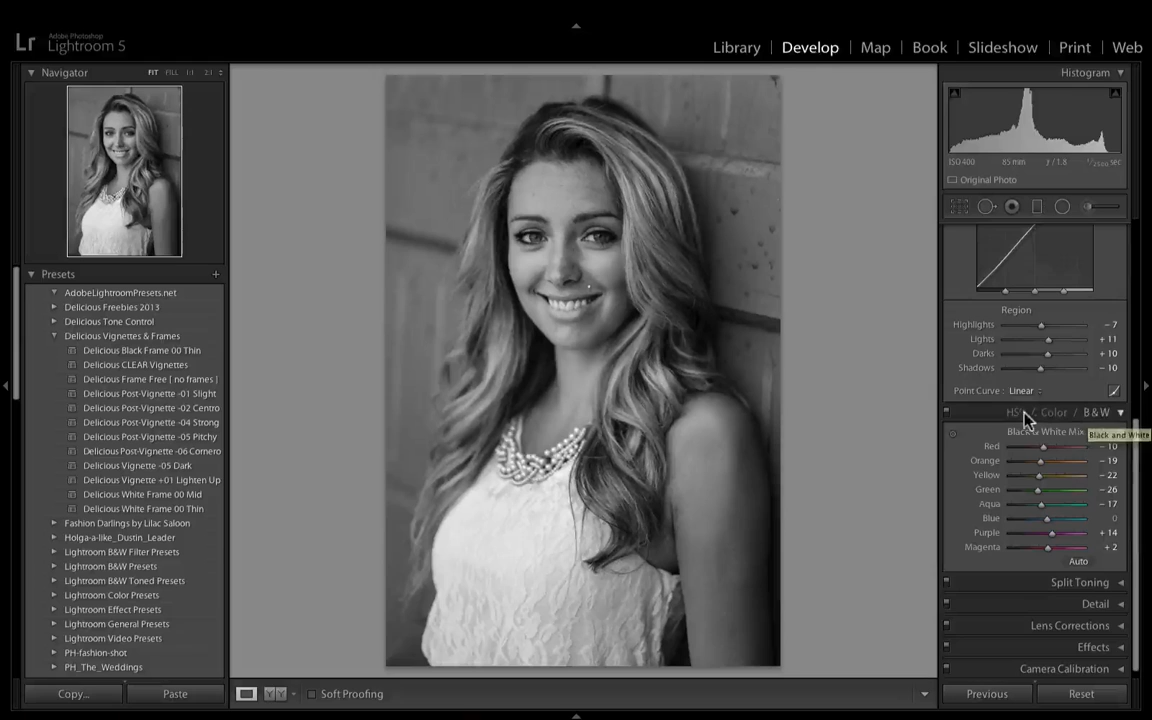 Lr Adobe Photoshop
Lightroom 5
Library | Develop | Map | Book | Slideshow | Print | Web
Navigator FIT FILL 1:1 2:1
Presets +
AdobeLightroomPresets.net
Delicious Freebies 2013
Delicious Tone Control
Delicious Vignettes & Frames
Delicious Black Frame 00 Thin
Delicious CLEAR Vignettes
Delicious Frame Free [ no frames ]
Delicious Post-Vignette -01 Slight
Delicious Post-Vignette -02 Centro
Delicious Post-Vignette -04 Strong
Delicious Post-Vignette -05 Pitchy
Delicious Post-Vignette -06 Cornero
Delicious Vignette -05 Dark
Delicious Vignette +01 Lighten Up
Delicious White Frame 00 Mid
Delicious White Frame 00 Thin
Fashion Darlings by Lilac Saloon
Holga-a-like_Dustin_Leader
Lightroom B&W Filter Presets
Lightroom B&W Presets
Lightroom B&W Toned Presets
Lightroom Color Presets
Lightroom Effect Presets
Lightroom General Presets
Lightroom Video Presets
PH-fashion-shot
PH_The_Weddings
Copy... Paste
Soft Proofing
Histogram
ISO 400 85 mm f / 1.8 1/2500 sec
Original Photo
Region
Highlights - 7
Lights + 11
Darks + 10
Shadows - 10
Point Curve : Linear
/ Color / B & W
Black and White
Black & White Mix
Red - 10
Orange - 19
Yellow - 22
Green - 26
Aqua - 17
Blue 0
Purple + 14
Magenta + 2
Auto
Split Toning
Detail
Lens Corrections
Effects
Camera Calibration
Previous Reset